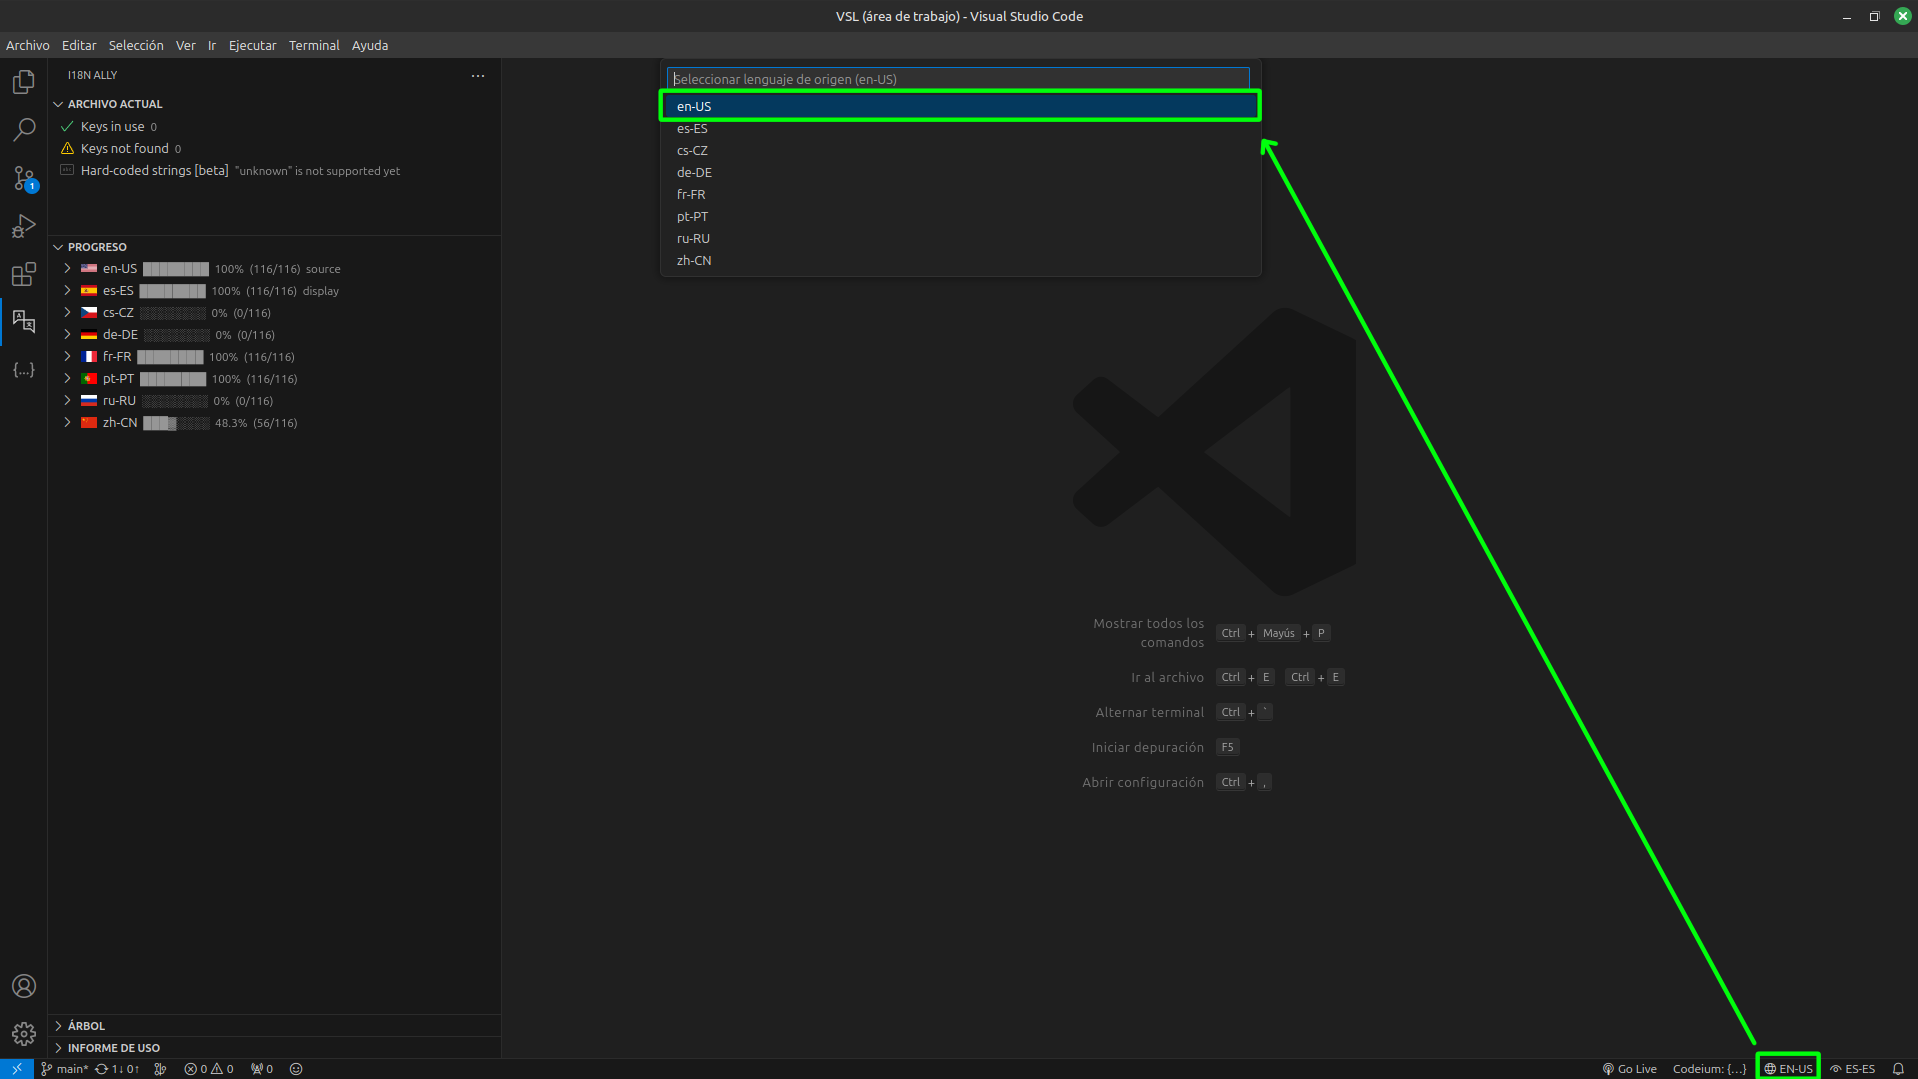 VSL (área de trabajo) - Visual Studio Code
Archivo Editar Selección Ver Ir Ejecutar Terminal Ayuda
I18N ALLY
ARCHIVO ACTUAL
Keys in use 0
Keys not found 0
Hard-coded strings [beta] "unknown" is not supported yet
1
PROGRESO
en-US 100% (116/116) source
es-ES 100% (116/116) display
cs-CZ 0% (0/116)
de-DE 0% (0/116)
fr-FR 100% (116/116)
pt-PT 100% (116/116)
ru-RU 0% (0/116)
zh-CN 48.3% (56/116)
Seleccionar lenguaje de origen (en-US)
en-US
es-ES
cs-CZ
de-DE
fr-FR
pt-PT
ru-RU
zh-CN
Mostrar todos los
comandos Ctrl + Mayús + P
Ir al archivo Ctrl + E Ctrl + E
Alternar terminal Ctrl + `
Iniciar depuración F5
Abrir configuración Ctrl + ,
ÁRBOL
INFORME DE USO
main* 1↓ 0↑ 0 0 0 Go Live Codeium: {...} EN-US ES-ES